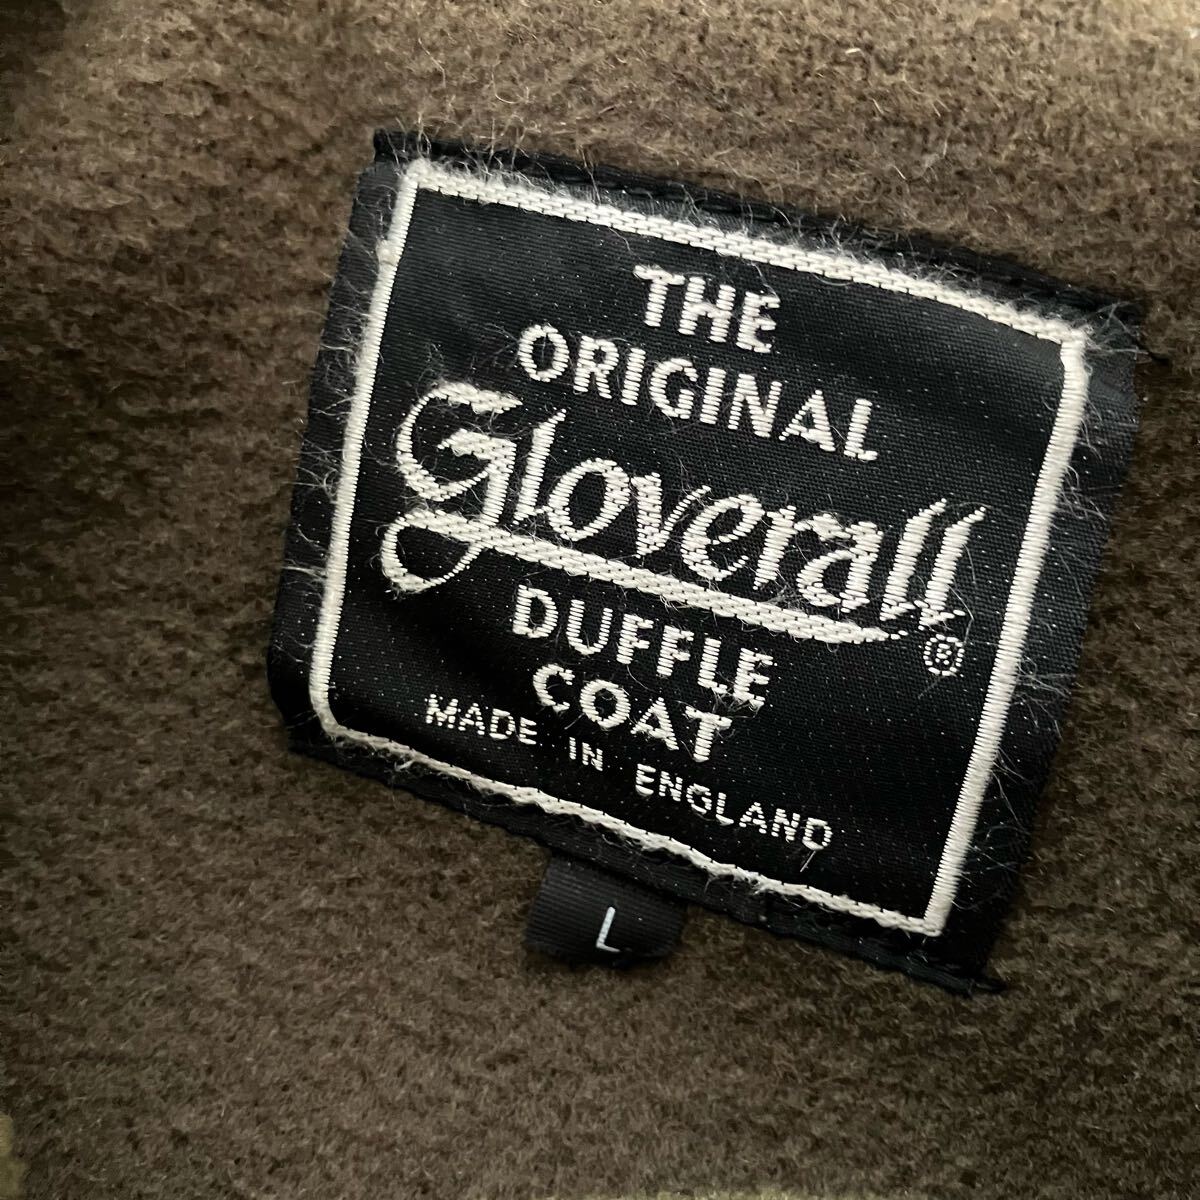 THE
ORIGINAL
Gloverall®
DUFFLE
COAT
MADE IN ENGLAND
L